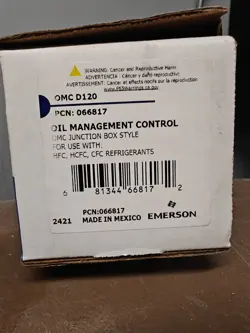 WARNING: Cancer and Reproductive Harm
ADVERTENCIA: Cáncer y daño reproductivo
AVERTISSEMENT: Cancer et nocifs sur la reproduction
www.P65Warnings.ca.gov
OMC D120
PCN: 066817
OIL MANAGEMENT CONTROL
OMC JUNCTION BOX STYLE
FOR USE WITH:
HFC, HCFC, CFC REFRIGERANTS
6 81344 66817 2
PCN:066817
2421 MADE IN MEXICO EMERSON